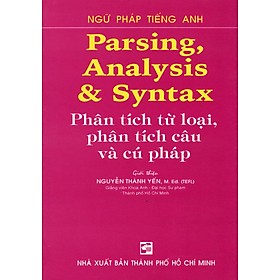 NGỮ PHÁP TIẾNG ANH
Parsing,
Analysis
& Syntax
Phân tích từ loại,
phân tích câu
và cú pháp
Giới thiệu
NGUYỄN THÀNH YẾN, M. Ed. (TEFL)
Giảng viên Khoa Anh - Đại học Sư phạm
- Thành phố Hồ Chí Minh
NHÀ XUẤT BẢN THÀNH PHỐ HỒ CHÍ MINH